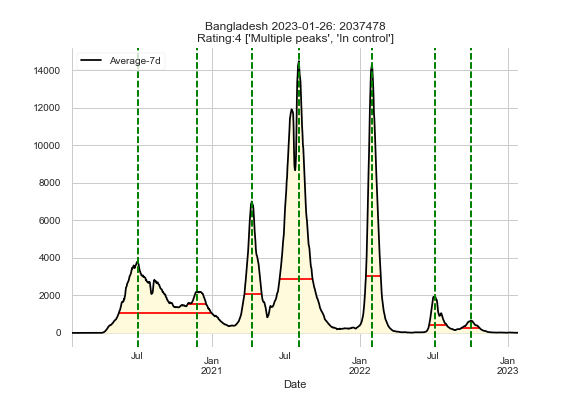 Bangladesh 2023-01-26: 2037478
Rating:4 ['Multiple peaks', 'In control']
Average-7d
14000
12000
10000
8000
6000
4000
2000
0
Jul
Jan
2021
Jul
Jan
2022
Jul
Jan
2023
Date